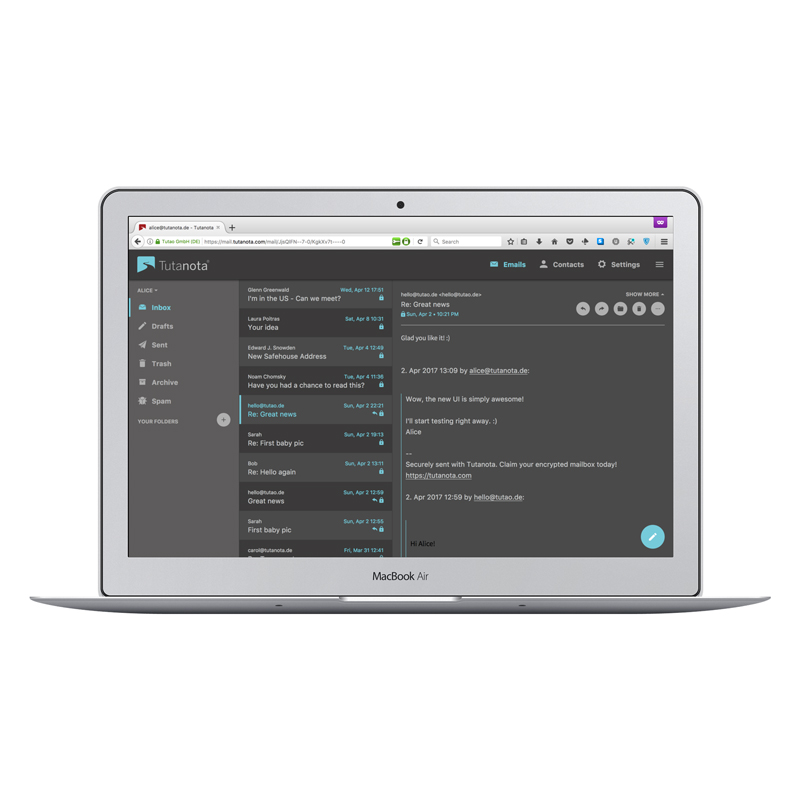 alice@tutanota.de - Tutanota
Tutao GmbH (DE)
Search
Tutanota
Emails
Contacts
Settings
ALICE
Inbox
Drafts
Sent
Trash
Archive
Spam
YOUR FOLDERS
Glenn Greenwald Wed, Apr 12 17:51
I'm in the US - Can we meet?
Laura Poitras Sat, Apr 8 10:31
Your idea
Edward J. Snowden Tue, Apr 4 12:49
New Safehouse Address
Noam Chomsky Tue, Apr 4 11:36
Have you had a chance to read this?
hello@tutao.de Sun, Apr 2 22:21
Re: Great news
Sarah Sun, Apr 2 19:13
Re: First baby pic
Bob Sun, Apr 2 13:11
Re: Hello again
hello@tutao.de Sun, Apr 2 12:59
Great news
Sarah Sun, Apr 2 12:55
First baby pic
carol@tutanota.de Fri, Mar 31 12:41
hello@tutao.de <hello@tutao.de> SHOW MORE
Re: Great news
Sun, Apr 2 • 10:21 PM
Glad you like it! :)
2. Apr 2017 13:09 by alice@tutanota.de:
Wow, the new UI is simply awesome!
I'll start testing right away. :)
Alice
--
Securely sent with Tutanota. Claim your encrypted mailbox today!
https://tutanota.com
2. Apr 2017 12:59 by hello@tutao.de:
Hi Alice!
MacBook Air